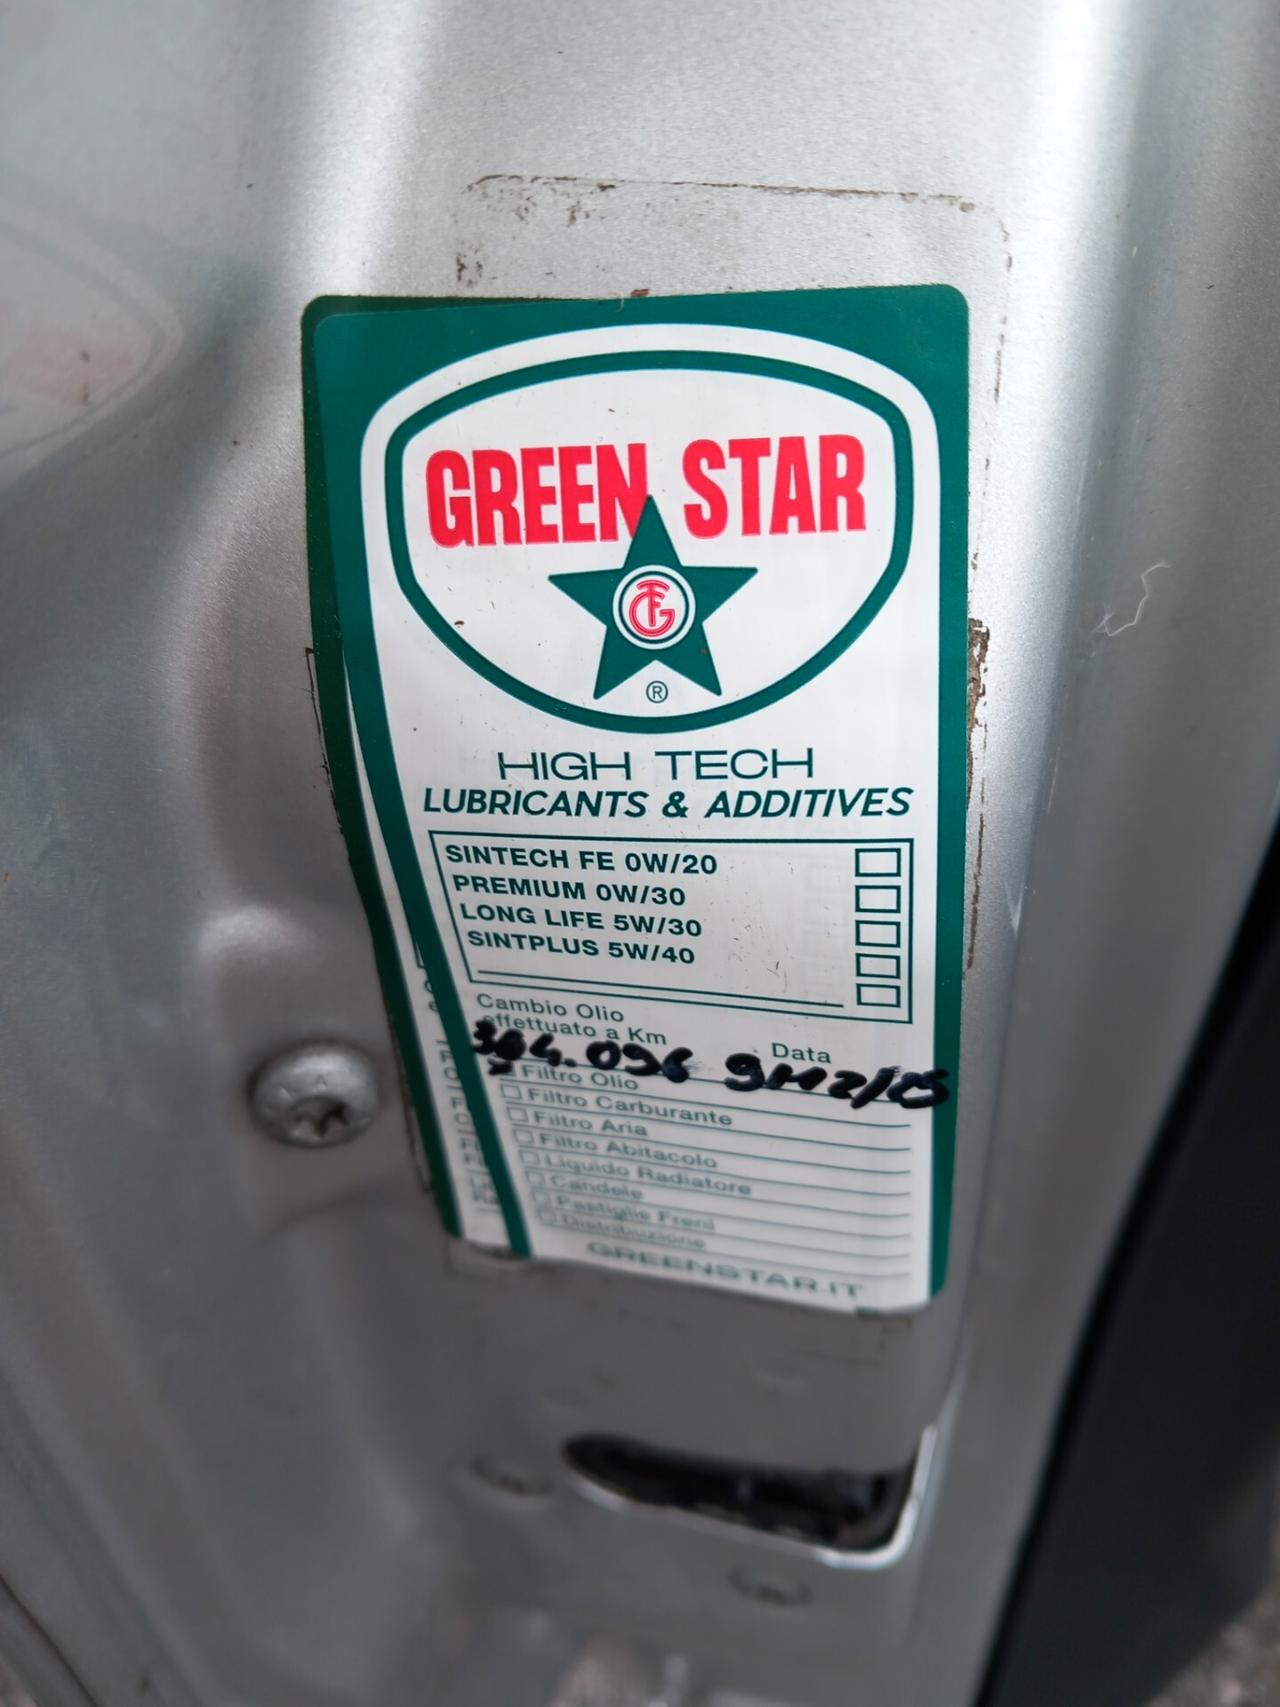 GREEN STAR
®
HIGH TECH
LUBRICANTS & ADDITIVES
SINTECH FE 0W/20
PREMIUM 0W/30
LONG LIFE 5W/30
SINTPLUS 5W/40
Cambio Olio
effettuato a Km
Data
Filtro Olio
Filtro Carburante
Filtro Aria
Filtro Abitacolo
Liquido Radiatore
Candele
Pastiglie Freni
Distribuzione
GREENSTAR.IT